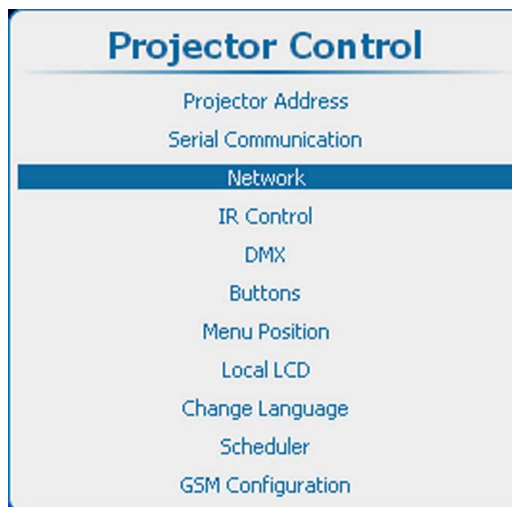 Projector Control
Projector Address
Serial Communication
Network
IR Control
DMX
Buttons
Menu Position
Local LCD
Change Language
Scheduler
GSM Configuration